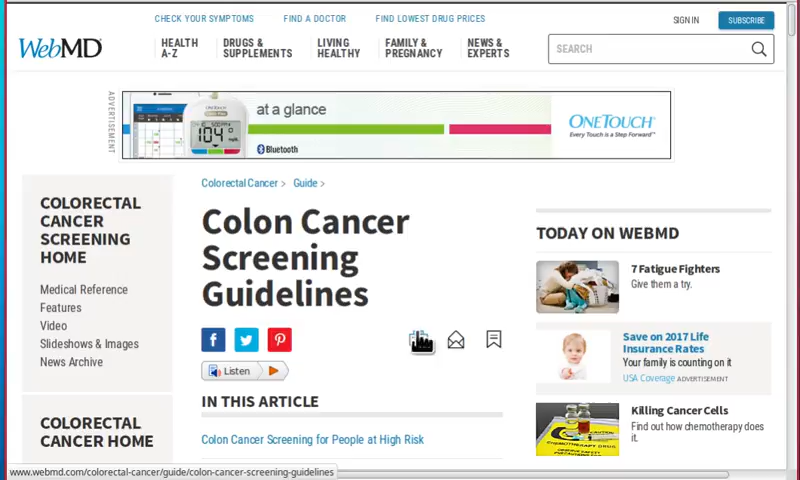 CHECK YOUR SYMPTOMS FIND A DOCTOR FIND LOWEST DRUG PRICES
SIGN IN SUBSCRIBE
WebMD
HEALTH A-Z
DRUGS & SUPPLEMENTS
LIVING HEALTHY
FAMILY & PREGNANCY
NEWS & EXPERTS
SEARCH
ADVERTISEMENT
104
at a glance
Bluetooth
ONETOUCH
Every Touch is a Step Forward™
COLORECTAL
CANCER
SCREENING
HOME
Medical Reference
Features
Video
Slideshows & Images
News Archive
COLORECTAL
CANCER HOME
Colorectal Cancer > Guide >
Colon Cancer
Screening
Guidelines
Listen
IN THIS ARTICLE
Colon Cancer Screening for People at High Risk
TODAY ON WEBMD
7 Fatigue Fighters
Give them a try.
Save on 2017 Life
Insurance Rates
Your family is counting on it
USA Coverage ADVERTISEMENT
Killing Cancer Cells
Find out how chemotherapy does
it.
www.webmd.com/colorectal-cancer/guide/colon-cancer-screening-guidelines